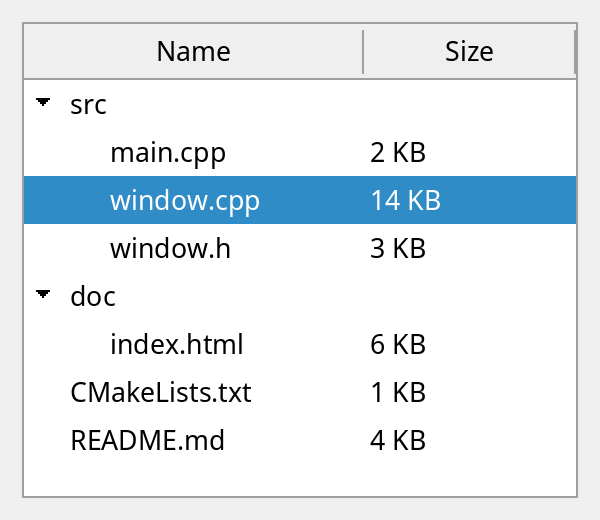 Name Size
src
main.cpp 2 KB
window.cpp 14 KB
window.h 3 KB
doc
index.html 6 KB
CMakeLists.txt 1 KB
README.md 4 KB